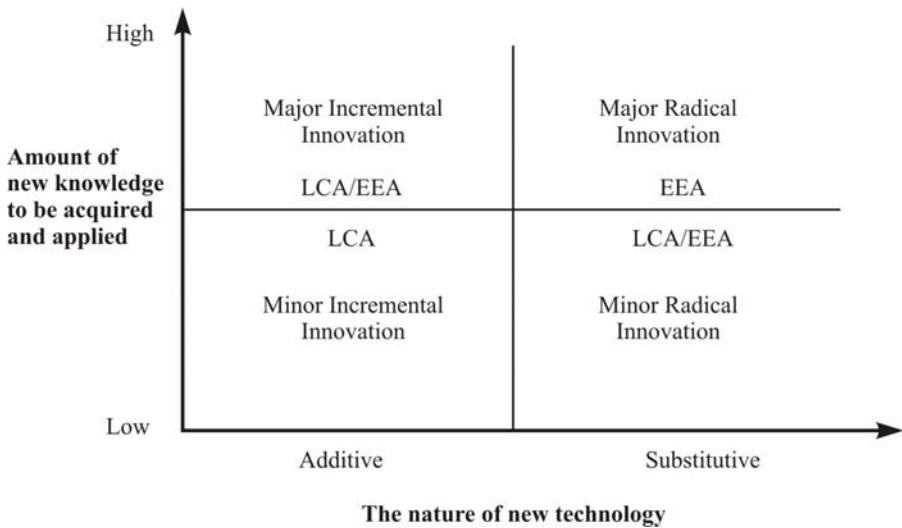 High
Major Incremental
Innovation
Major Radical
Innovation
Amount of
new knowledge
to be acquired
and applied
LCA/EEA
EEA
LCA
LCA/EEA
Minor Incremental
Innovation
Minor Radical
Innovation
Low
Additive
Substitutive
The nature of new technology